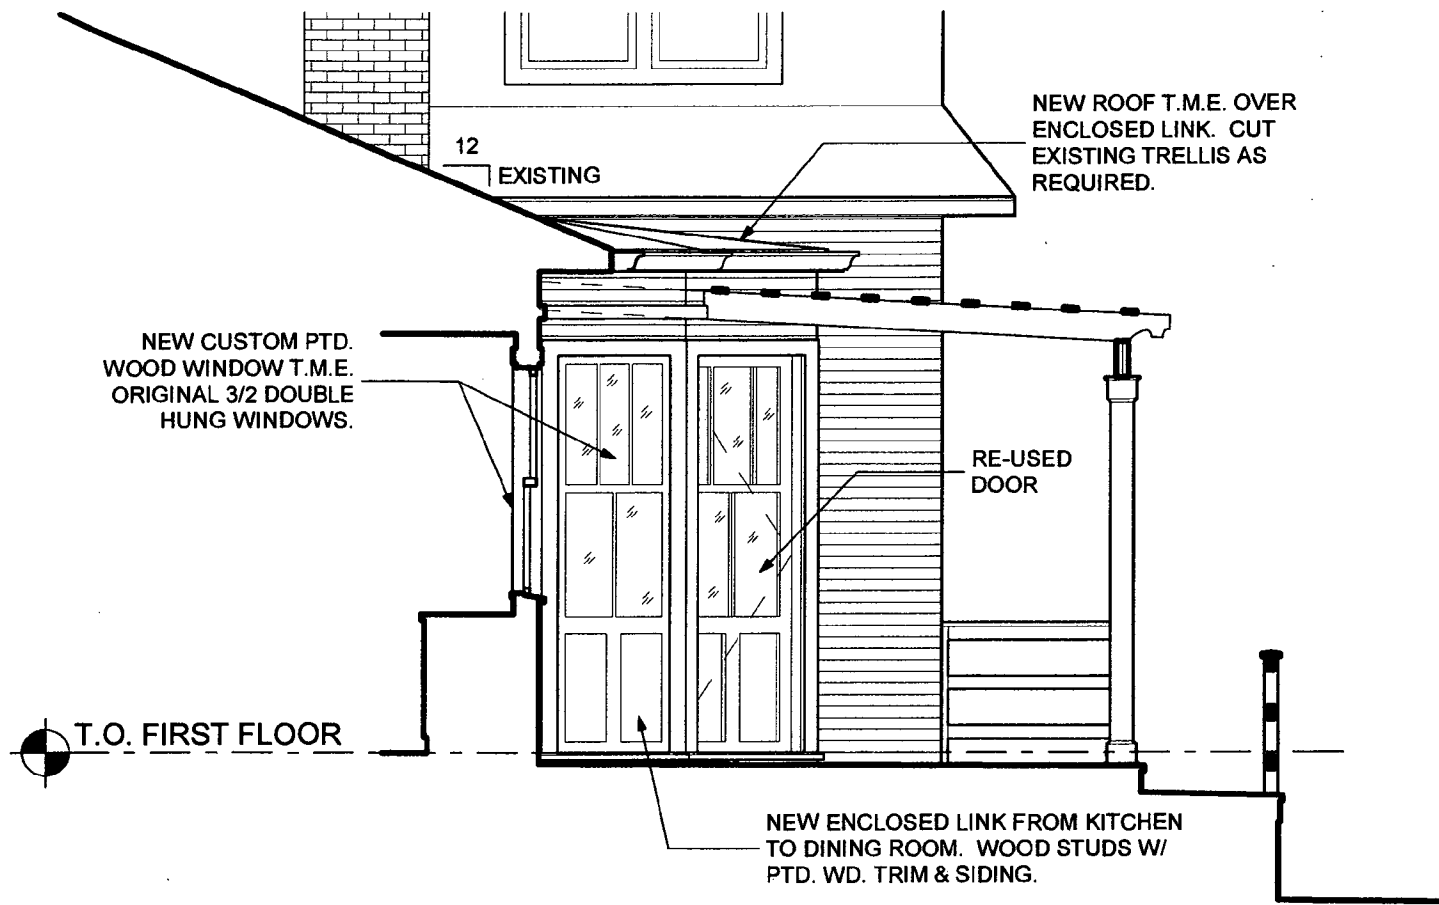 NEW ROOF T.M.E. OVER
ENCLOSED LINK. CUT
EXISTING TRELLIS AS
REQUIRED.
12
EXISTING
NEW CUSTOM PTD.
WOOD WINDOW T.M.E.
ORIGINAL 3/2 DOUBLE
HUNG WINDOWS.
RE-USED
DOOR
T.O. FIRST FLOOR
NEW ENCLOSED LINK FROM KITCHEN
TO DINING ROOM. WOOD STUDS W/
PTD. WD. TRIM & SIDING.